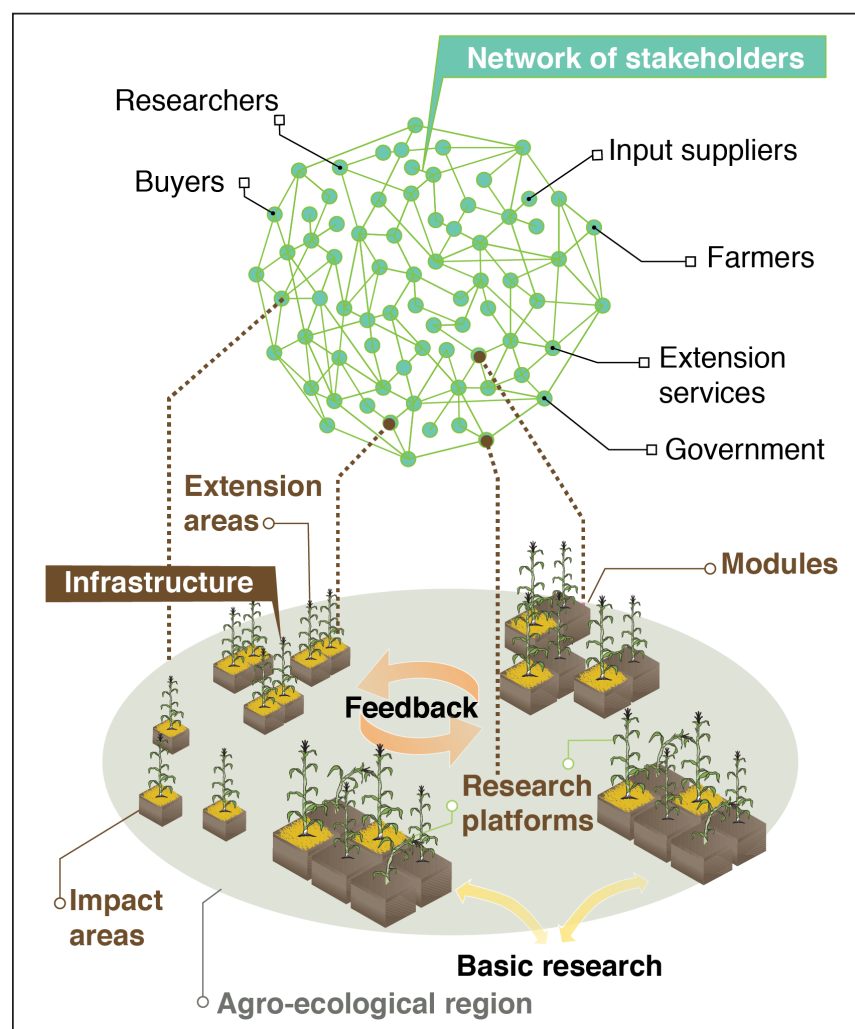 Network of stakeholders
Researchers
Input suppliers
Buyers
Farmers
Extension
services
Government
Extension
areas
Modules
Infrastructure
Feedback
Research
platforms
Impact
areas
Basic research
Agro-ecological region